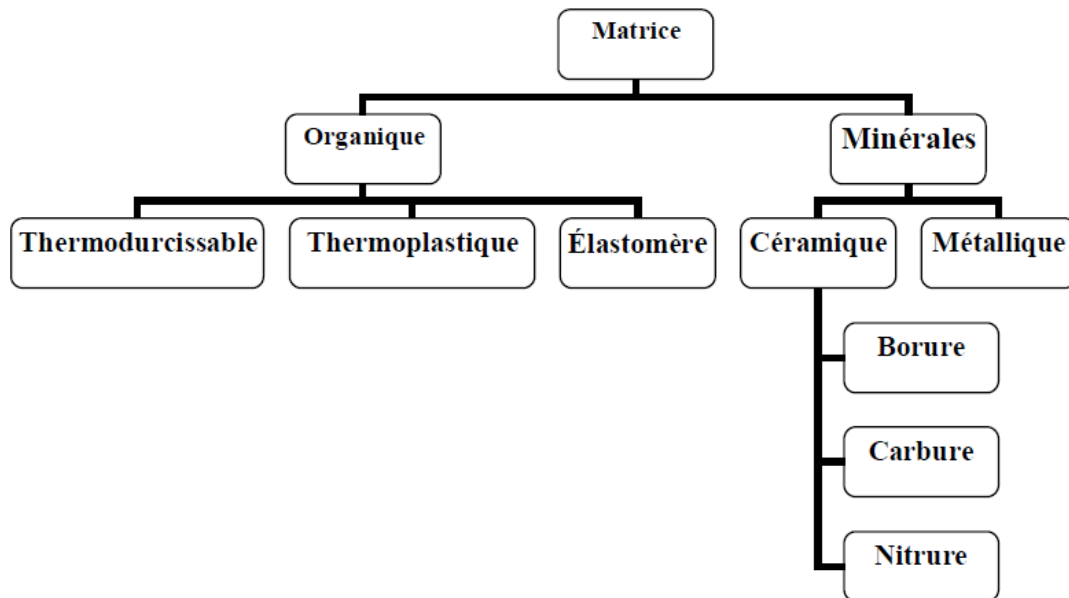 Matrice
Organique
Minérales
Thermodurcissable
Thermoplastique
Élastomère
Céramique
Métallique
Borure
Carbure
Nitrure